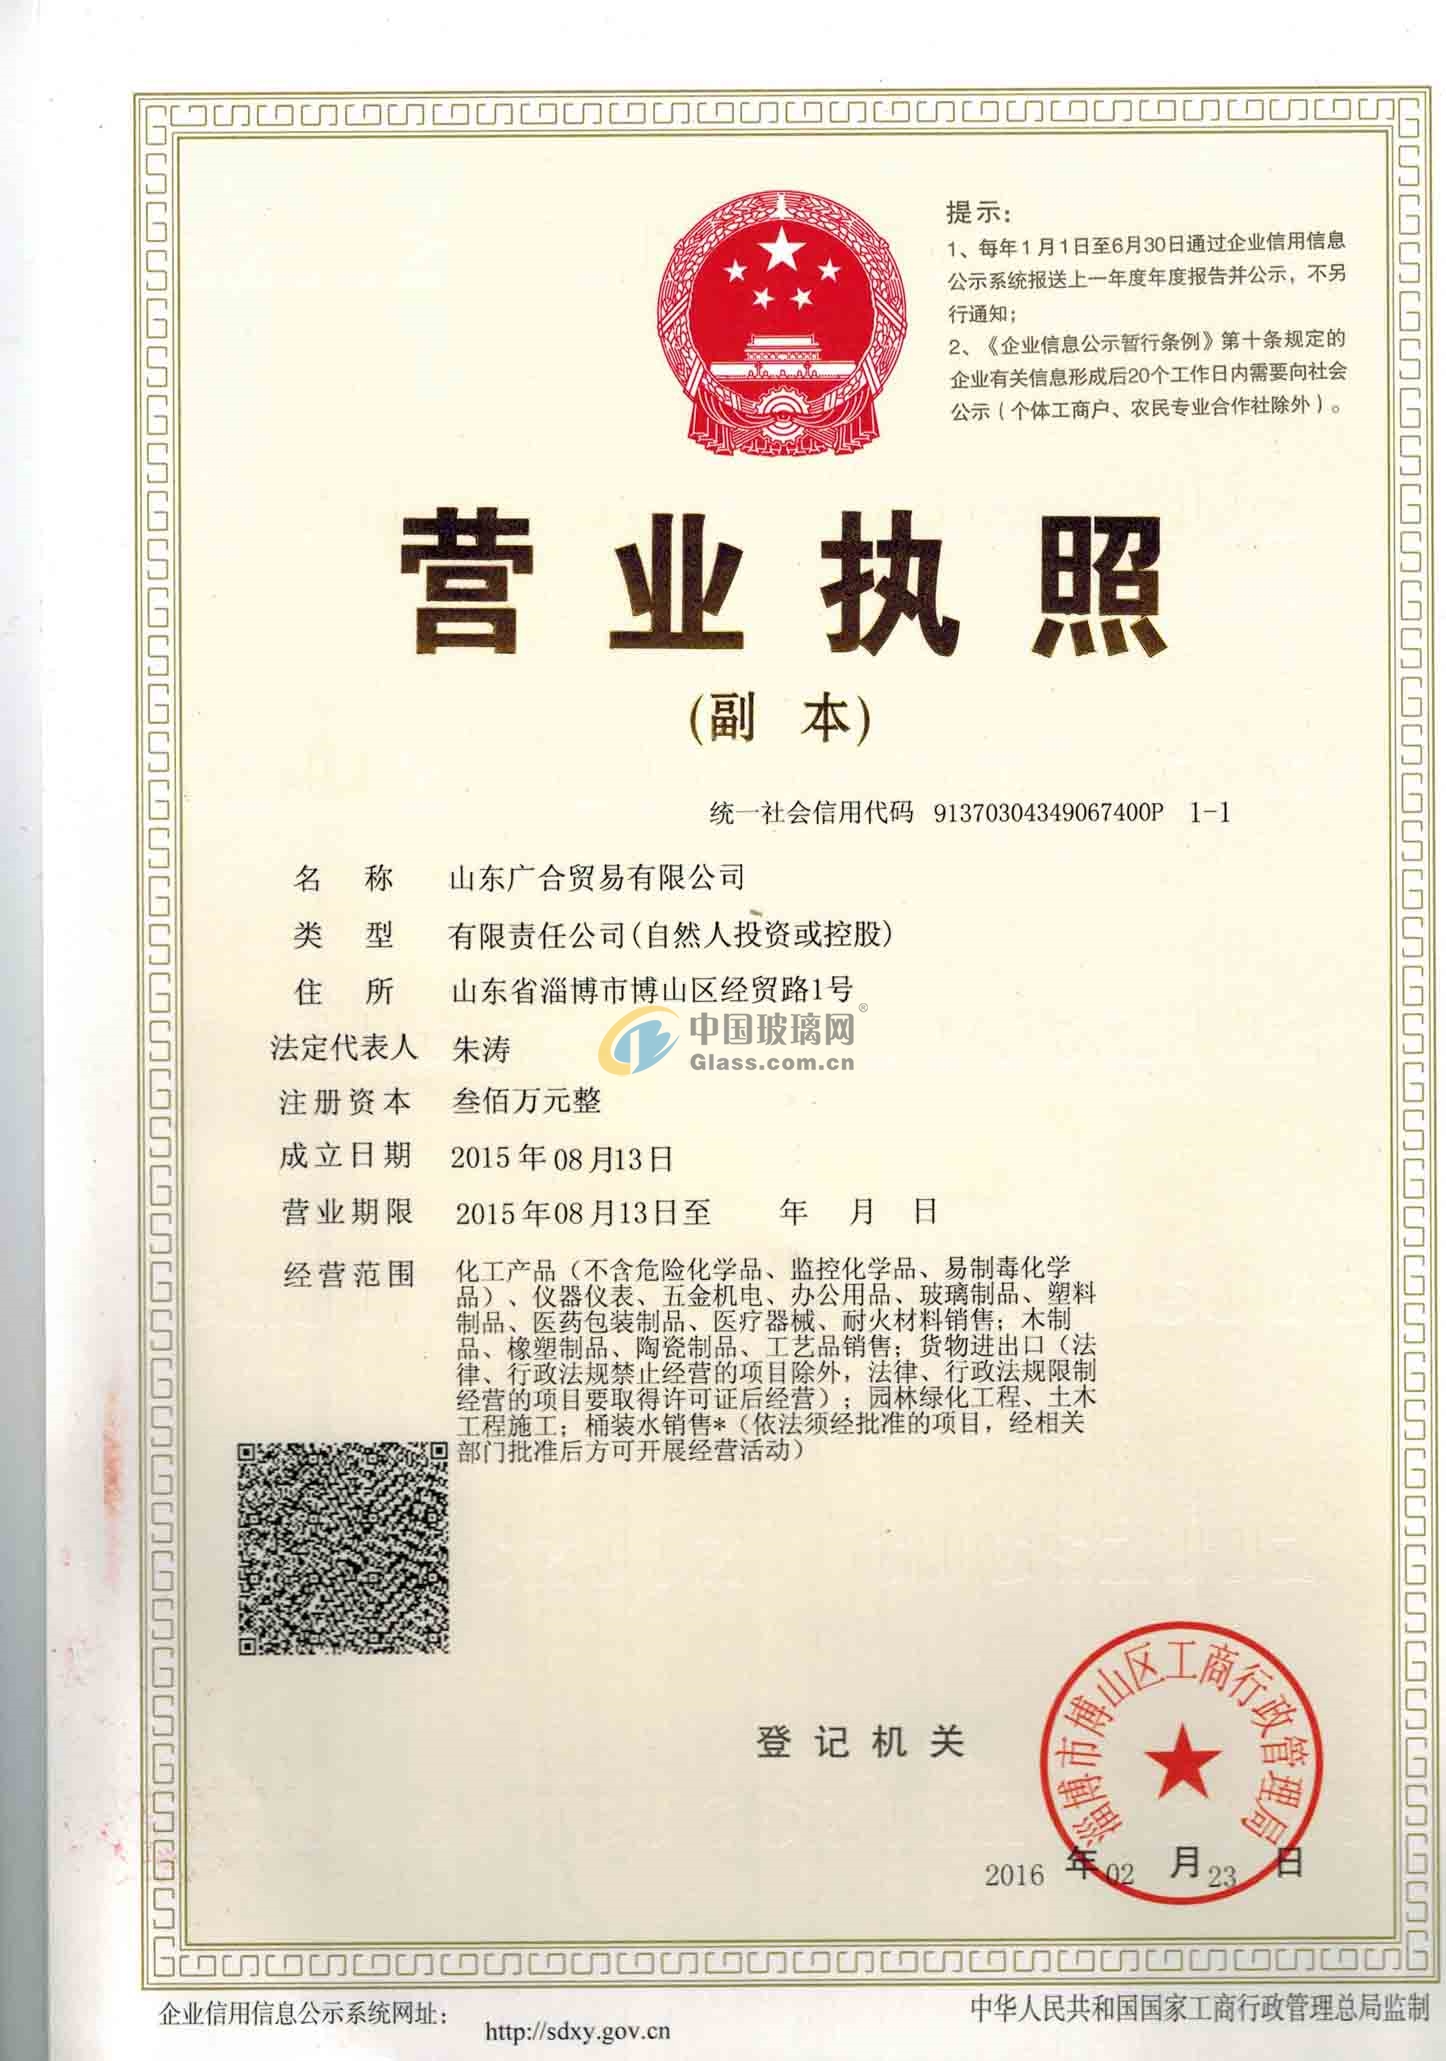 提示：
1、每年1月1日至6月30日通过企业信用信息
公示系统报送上一年度年度报告并公示，不另
行通知；
2、《企业信息公示暂行条例》第十条规定的
企业有关信息形成后20个工作日内需要向社会
公示（个体工商户、农民专业合作社除外）。
营业执照
(副 本)
统一社会信用代码 91370304349067400P 1-1
名 称 山东广合贸易有限公司
类 型 有限责任公司(自然人投资或控股)
住 所 山东省淄博市博山区经贸路1号
中国玻璃网®
Glass.com.cn
法定代表人 朱涛
注册资本 叁佰万元整
成立日期 2015年08月13日
营业期限 2015年08月13日至 年 月 日
经营范围 化工产品（不含危险化学品、监控化学品、易制毒化学
品）、仪器仪表、五金机电、办公用品、玻璃制品、塑料
制品、医药包装制品、医疗器械、耐火材料销售；木制
品、橡塑制品、陶瓷制品、工艺品销售；货物进出口（法
律、行政法规禁止经营的项目除外，法律、行政法规限制
经营的项目要取得许可证后经营）；园林绿化工程、土木
工程施工；桶装水销售*（依法须经批准的项目，经相关
部门批准后方可开展经营活动）
登记机关
淄博市博山区工商行政管理局
2016 年02 月23 日
企业信用信息公示系统网址： http://sdxy.gov.cn
中华人民共和国国家工商行政管理总局监制